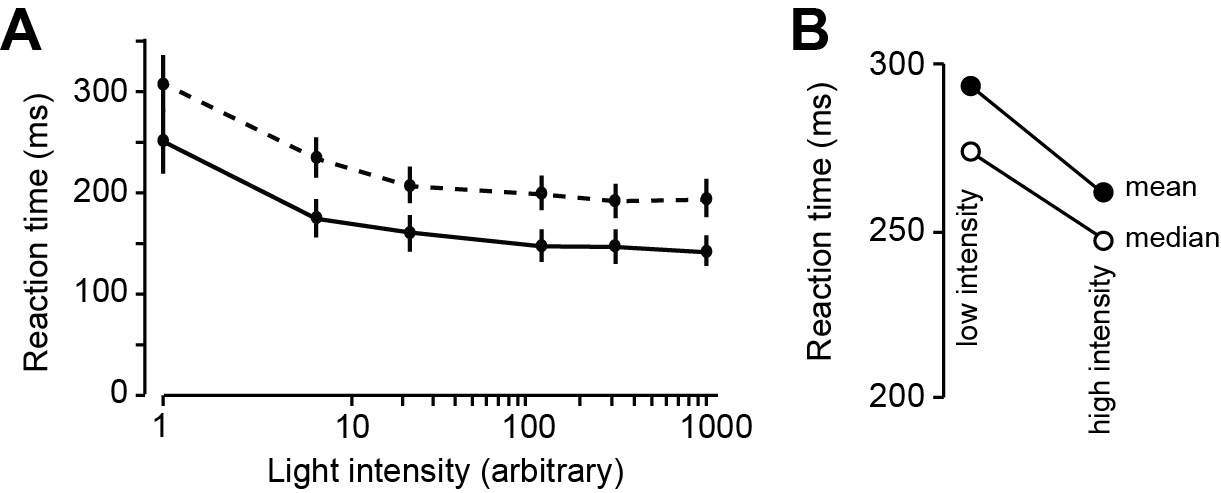 A
Reaction time (ms)
300
200
100
0
1
10
100
1000
Light intensity (arbitrary)
B
Reaction time (ms)
300
250
200
low intensity
high intensity
mean
median